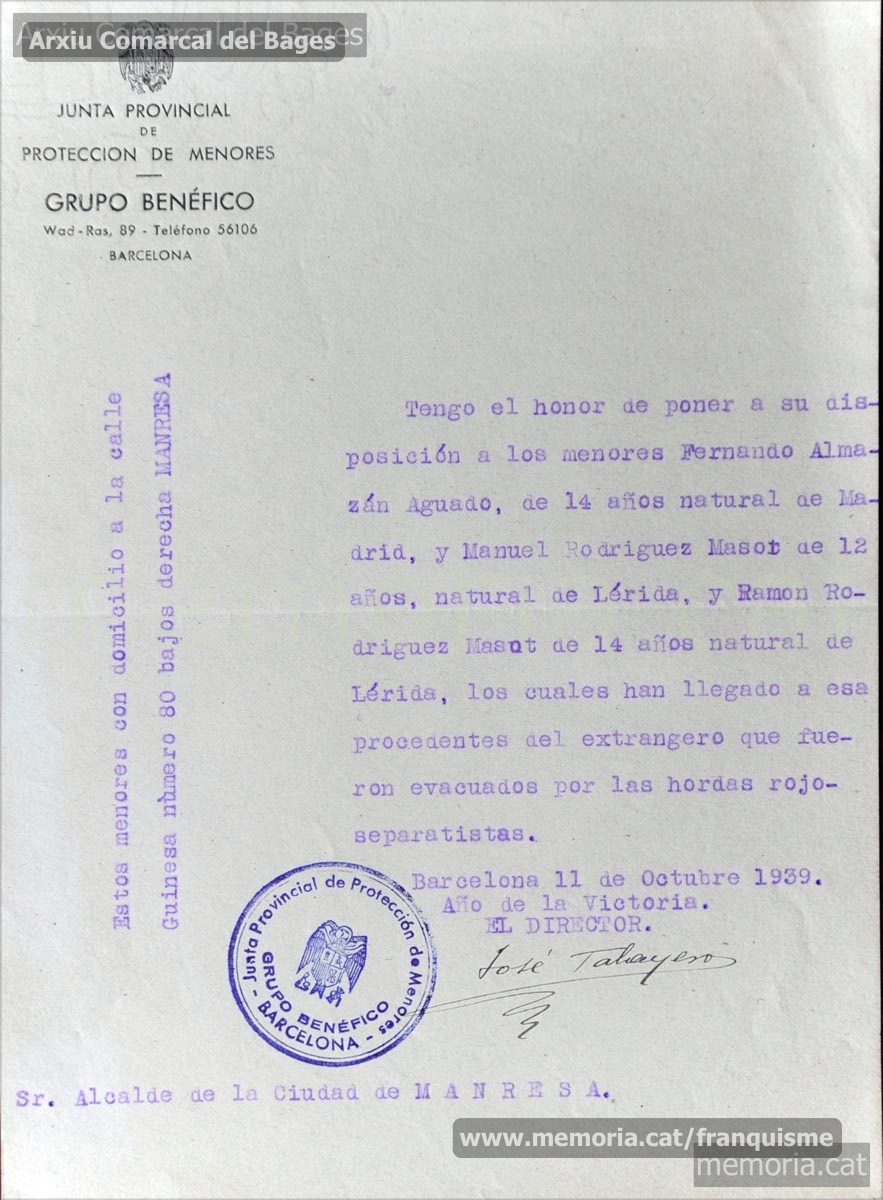 Arxiu Comarcal del Bages
Arxiu Comarcal del Bages
JUNTA PROVINCIAL
DE
PROTECCION DE MENORES
GRUPO BENÉFICO
Wad-Ras, 89 - Teléfono 56106
BARCELONA
Estos menores con domicilio a la calle
Guinesa nùmero 80 bajos derecha MANRESA
Tengo el honor de poner a su dis-
posición a los menores Fernando Alma-
zán Aguado, de 14 años natural de Ma-
drid, y Manuel Rodriguez Masot de 12
años, natural de Lérida, y Ramon Ro-
driguez Masot de 14 años natural de
Lérida, los cuales han llegado a esa
procedentes del extrangero que fue-
ron evacuados por las hordas rojo-
separatistas.
Barcelona 11 de Octubre 1939.
Año de la Victoria.
EL DIRECTOR.
José Talayero
Junta Provincial de Protección de Menores
GRUPO BENÉFICO
- BARCELONA -
Sr. Alcalde de la Ciudad de M A N R E S A.
www.memoria.cat/franquisme
memoria.cat